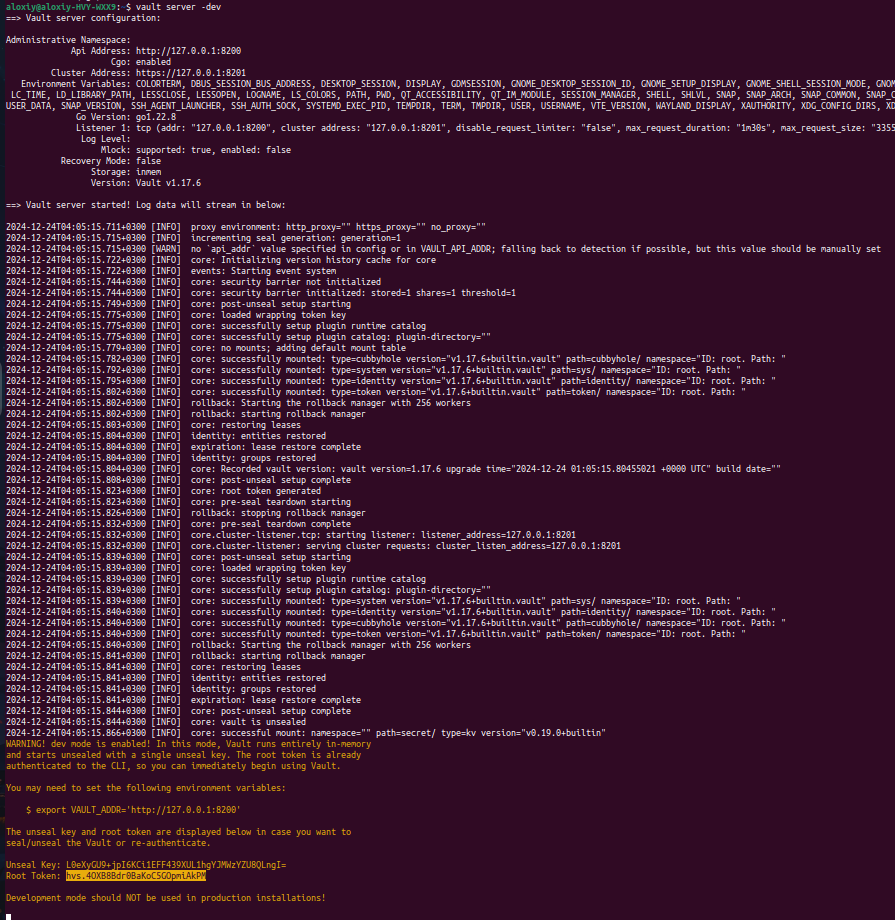 aloxiy@aloxiy-HVY-WXX9:~$ vault server -dev
==> Vault server configuration:
Administrative Namespace:
Api Address: http://127.0.0.1:8200
Cgo: enabled
Cluster Address: https://127.0.0.1:8201
Environment Variables: COLORTERM, DBUS_SESSION_BUS_ADDRESS, DESKTOP_SESSION, DISPLAY, GDMSESSION, GNOME_DESKTOP_SESSION_ID, GNOME_SETUP_DISPLAY, GNOME_SHELL_SESSION_MODE, GNOM
LC_TIME, LD_LIBRARY_PATH, LESSCLOSE, LESSOPEN, LOGNAME, LS_COLORS, PATH, PWD, QT_ACCESSIBILITY, QT_IM_MODULE, SESSION_MANAGER, SHELL, SHLVL, SNAP, SNAP_ARCH, SNAP_COMMON, SNAP_C
USER_DATA, SNAP_VERSION, SSH_AGENT_LAUNCHER, SSH_AUTH_SOCK, SYSTEMD_EXEC_PID, TEMPDIR, TERM, TMPDIR, USER, USERNAME, VTE_VERSION, WAYLAND_DISPLAY, XAUTHORITY, XDG_CONFIG_DIRS, XD
Go Version: go1.22.8
Listener 1: tcp (addr: "127.0.0.1:8200", cluster address: "127.0.0.1:8201", disable_request_limiter: "false", max_request_duration: "1m30s", max_request_size: "3355
Log Level:
Mlock: supported: true, enabled: false
Recovery Mode: false
Storage: inmem
Version: Vault v1.17.6
==> Vault server started! Log data will stream in below:
2024-12-24T04:05:15.711+0300 [INFO]  proxy environment: http_proxy="" https_proxy="" no_proxy=""
2024-12-24T04:05:15.715+0300 [INFO]  incrementing seal generation: generation=1
2024-12-24T04:05:15.715+0300 [WARN]  no `api_addr` value specified in config or in VAULT_API_ADDR; falling back to detection if possible, but this value should be manually set
2024-12-24T04:05:15.722+0300 [INFO]  core: Initializing version history cache for core
2024-12-24T04:05:15.722+0300 [INFO]  events: Starting event system
2024-12-24T04:05:15.744+0300 [INFO]  core: security barrier not initialized
2024-12-24T04:05:15.744+0300 [INFO]  core: security barrier initialized: stored=1 shares=1 threshold=1
2024-12-24T04:05:15.749+0300 [INFO]  core: post-unseal setup starting
2024-12-24T04:05:15.775+0300 [INFO]  core: loaded wrapping token key
2024-12-24T04:05:15.775+0300 [INFO]  core: successfully setup plugin runtime catalog
2024-12-24T04:05:15.775+0300 [INFO]  core: successfully setup plugin catalog: plugin-directory=""
2024-12-24T04:05:15.779+0300 [INFO]  core: no mounts; adding default mount table
2024-12-24T04:05:15.782+0300 [INFO]  core: successfully mounted: type=cubbyhole version="v1.17.6+builtin.vault" path=cubbyhole/ namespace="ID: root. Path: "
2024-12-24T04:05:15.792+0300 [INFO]  core: successfully mounted: type=system version="v1.17.6+builtin.vault" path=sys/ namespace="ID: root. Path: "
2024-12-24T04:05:15.795+0300 [INFO]  core: successfully mounted: type=identity version="v1.17.6+builtin.vault" path=identity/ namespace="ID: root. Path: "
2024-12-24T04:05:15.802+0300 [INFO]  core: successfully mounted: type=token version="v1.17.6+builtin.vault" path=token/ namespace="ID: root. Path: "
2024-12-24T04:05:15.802+0300 [INFO]  rollback: Starting the rollback manager with 256 workers
2024-12-24T04:05:15.802+0300 [INFO]  rollback: starting rollback manager
2024-12-24T04:05:15.803+0300 [INFO]  core: restoring leases
2024-12-24T04:05:15.804+0300 [INFO]  identity: entities restored
2024-12-24T04:05:15.804+0300 [INFO]  expiration: lease restore complete
2024-12-24T04:05:15.804+0300 [INFO]  identity: groups restored
2024-12-24T04:05:15.804+0300 [INFO]  core: Recorded vault version: vault version=1.17.6 upgrade time="2024-12-24 01:05:15.80455021 +0000 UTC" build date=""
2024-12-24T04:05:15.808+0300 [INFO]  core: post-unseal setup complete
2024-12-24T04:05:15.823+0300 [INFO]  core: root token generated
2024-12-24T04:05:15.823+0300 [INFO]  core: pre-seal teardown starting
2024-12-24T04:05:15.826+0300 [INFO]  rollback: stopping rollback manager
2024-12-24T04:05:15.832+0300 [INFO]  core: pre-seal teardown complete
2024-12-24T04:05:15.832+0300 [INFO]  core.cluster-listener.tcp: starting listener: listener_address=127.0.0.1:8201
2024-12-24T04:05:15.832+0300 [INFO]  core.cluster-listener: serving cluster requests: cluster_listen_address=127.0.0.1:8201
2024-12-24T04:05:15.839+0300 [INFO]  core: post-unseal setup starting
2024-12-24T04:05:15.839+0300 [INFO]  core: loaded wrapping token key
2024-12-24T04:05:15.839+0300 [INFO]  core: successfully setup plugin runtime catalog
2024-12-24T04:05:15.839+0300 [INFO]  core: successfully setup plugin catalog: plugin-directory=""
2024-12-24T04:05:15.839+0300 [INFO]  core: successfully mounted: type=system version="v1.17.6+builtin.vault" path=sys/ namespace="ID: root. Path: "
2024-12-24T04:05:15.840+0300 [INFO]  core: successfully mounted: type=identity version="v1.17.6+builtin.vault" path=identity/ namespace="ID: root. Path: "
2024-12-24T04:05:15.840+0300 [INFO]  core: successfully mounted: type=cubbyhole version="v1.17.6+builtin.vault" path=cubbyhole/ namespace="ID: root. Path: "
2024-12-24T04:05:15.840+0300 [INFO]  core: successfully mounted: type=token version="v1.17.6+builtin.vault" path=token/ namespace="ID: root. Path: "
2024-12-24T04:05:15.840+0300 [INFO]  rollback: Starting the rollback manager with 256 workers
2024-12-24T04:05:15.841+0300 [INFO]  rollback: starting rollback manager
2024-12-24T04:05:15.841+0300 [INFO]  core: restoring leases
2024-12-24T04:05:15.841+0300 [INFO]  identity: entities restored
2024-12-24T04:05:15.841+0300 [INFO]  identity: groups restored
2024-12-24T04:05:15.841+0300 [INFO]  expiration: lease restore complete
2024-12-24T04:05:15.844+0300 [INFO]  core: post-unseal setup complete
2024-12-24T04:05:15.844+0300 [INFO]  core: vault is unsealed
2024-12-24T04:05:15.866+0300 [INFO]  core: successful mount: namespace="" path=secret/ type=kv version="v0.19.0+builtin"
WARNING! dev mode is enabled! In this mode, Vault runs entirely in-memory
and starts unsealed with a single unseal key. The root token is already
authenticated to the CLI, so you can immediately begin using Vault.
You may need to set the following environment variables:
$ export VAULT_ADDR='http://127.0.0.1:8200'
The unseal key and root token are displayed below in case you want to
seal/unseal the Vault or re-authenticate.
Unseal Key: L0eXyGU9+jpI6KCi1EFF439XUL1hgYJMWzYZU8QLngI=
Root Token: hvs.4OXB8Bdr0BaKoC5GOpmiAkPM
Development mode should NOT be used in production installations!